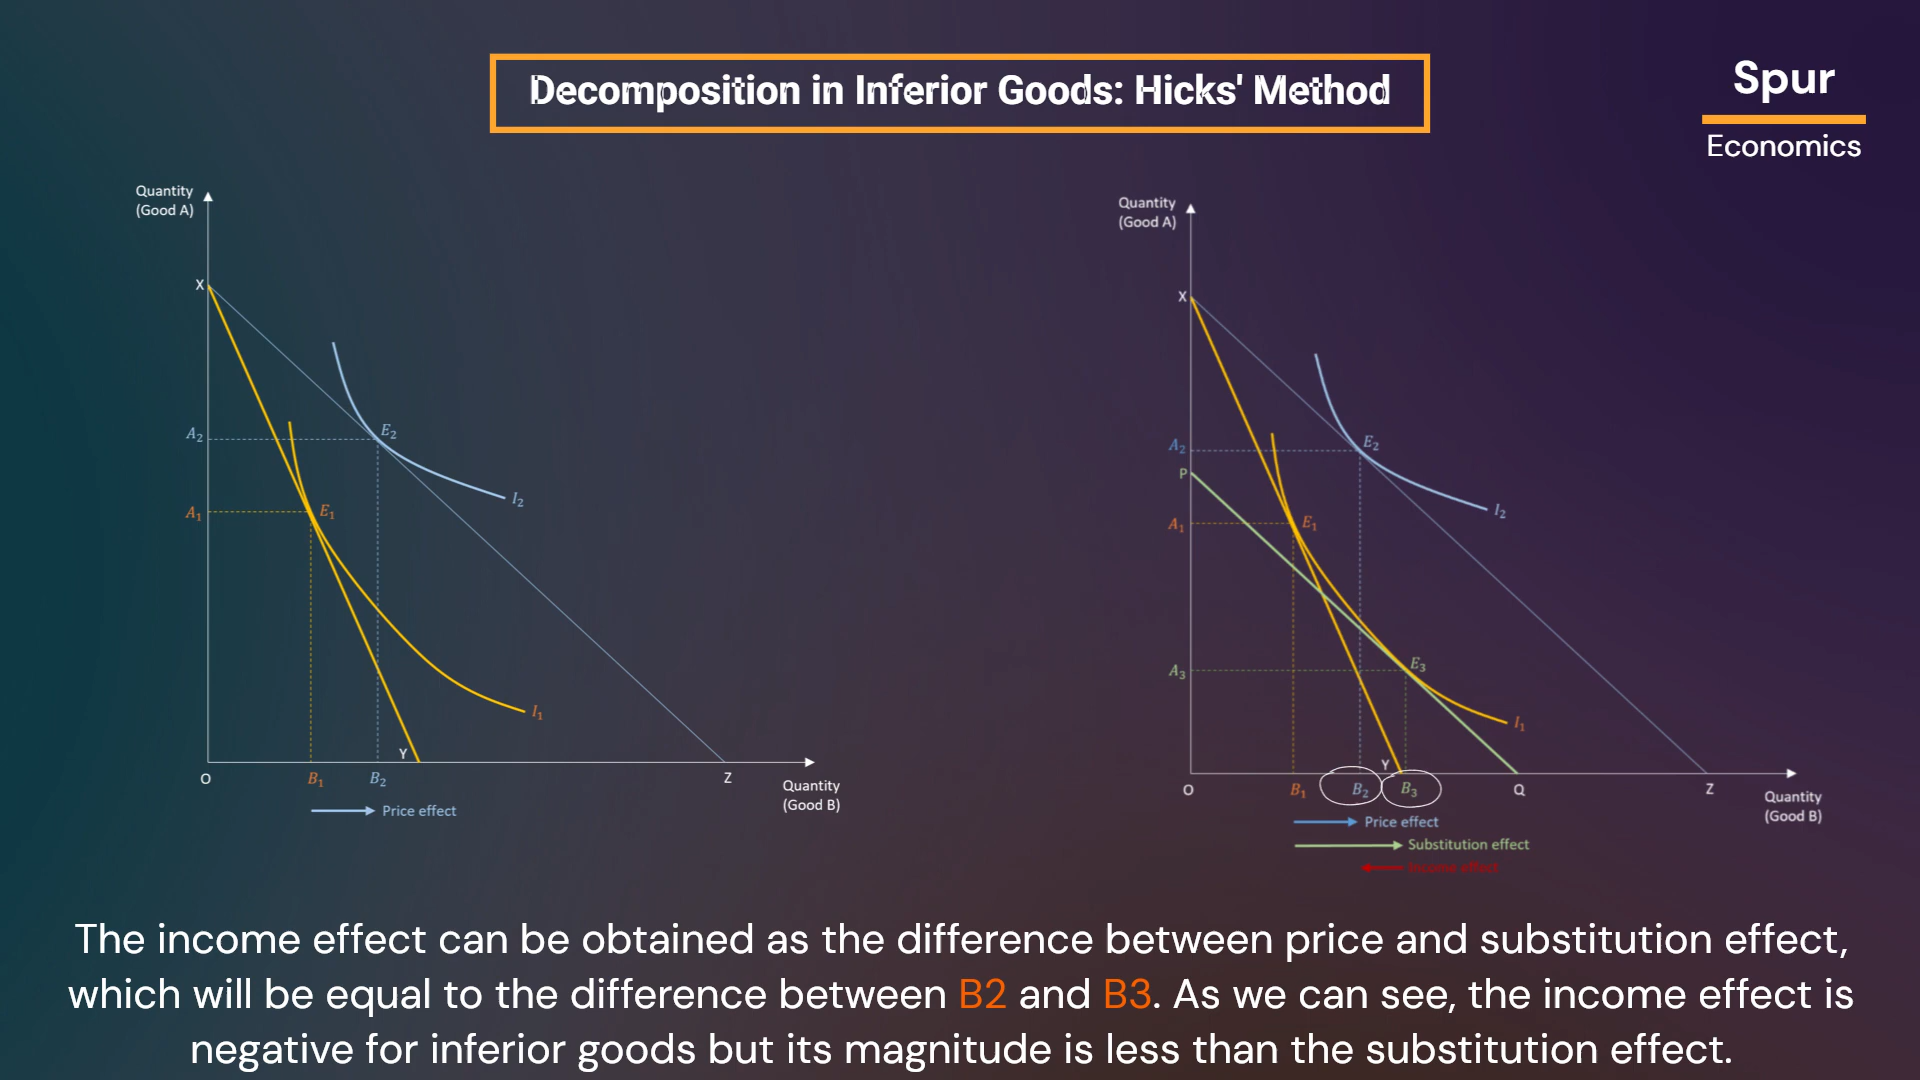 Decomposition in Inferior Goods: Hicks' Method
Spur
Economics
Quantity
(Good A)
X
A2
E2
I2
A1
E1
I1
Y
O
B1
B2
Z
Quantity
(Good B)
Price effect
Quantity
(Good A)
X
A2
E2
P
I2
A1
E1
A3
E3
I1
Y
O
B1
B2
B3
Q
Z
Quantity
(Good B)
Price effect
Substitution effect
Income effect
The income effect can be obtained as the difference between price and substitution effect,
which will be equal to the difference between B2 and B3. As we can see, the income effect is
negative for inferior goods but its magnitude is less than the substitution effect.